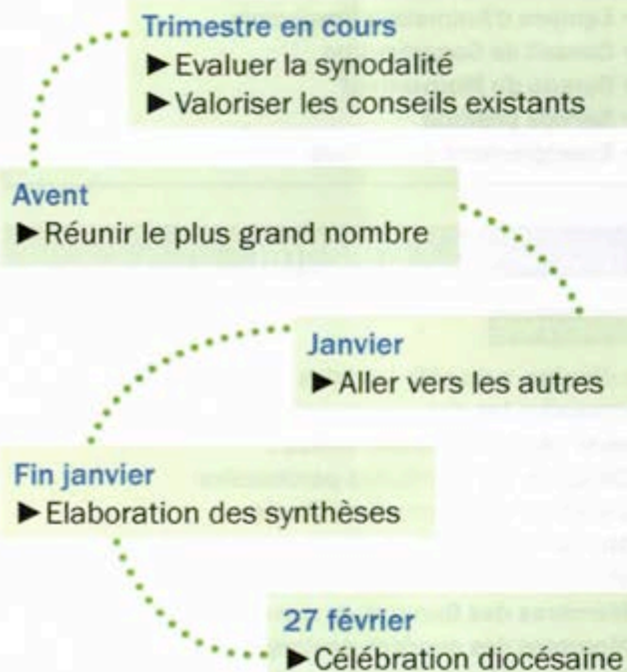 Trimestre en cours
►Evaluer la synodalité
►Valoriser les conseils existants
Avent
►Réunir le plus grand nombre
Janvier
►Aller vers les autres
Fin janvier
►Elaboration des synthèses
27 février
►Célébration diocésaine